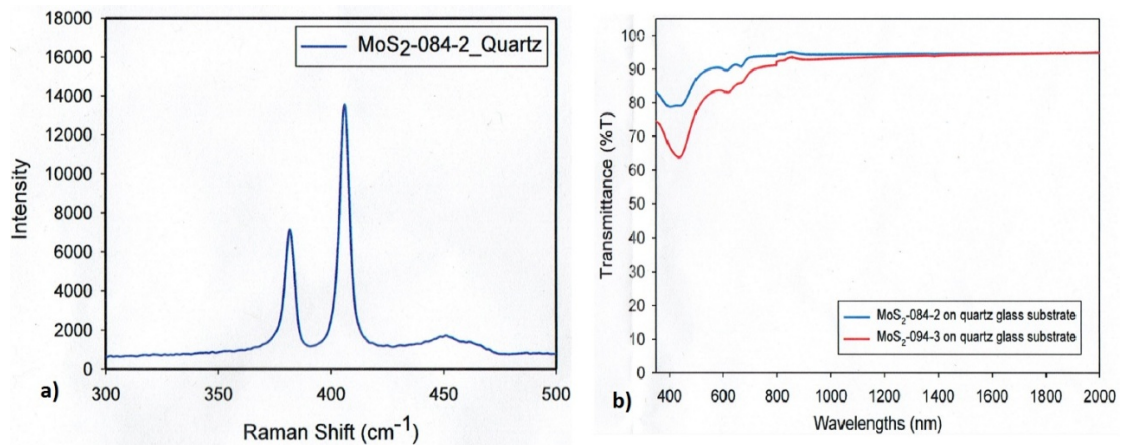 18000
16000
14000
12000
10000
8000
6000
4000
2000
0
Intensity
MoS2-084-2_Quartz
a)
300
350
400
450
500
Raman Shift (cm⁻¹)
100
90
80
70
60
50
40
30
20
10
0
Transmittance (%T)
MoS2-084-2 on quartz glass substrate
MoS2-094-3 on quartz glass substrate
b)
400 600 800 1000 1200 1400 1600 1800 2000
Wavelengths (nm)